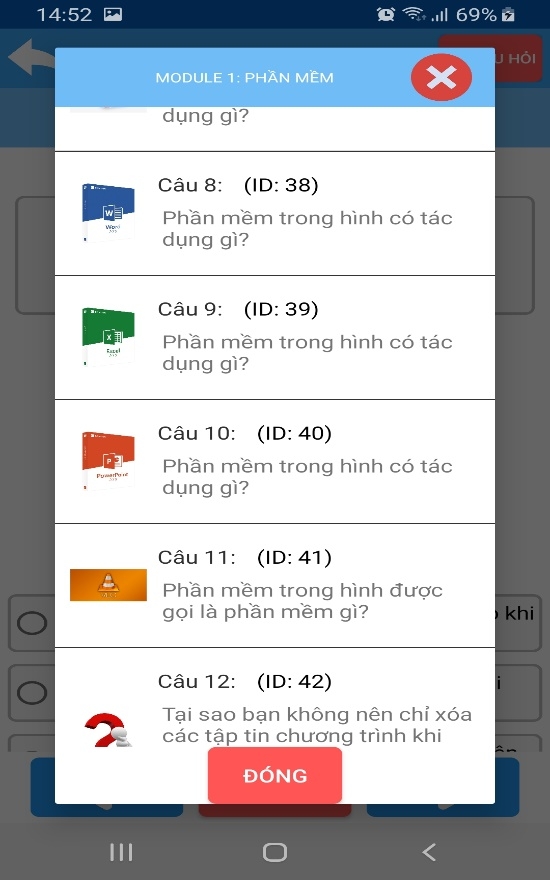 14:52
69%
U HỎI
MODULE 1: PHẦN MỀM
dụng gì?
Câu 8: (ID: 38)
Phần mềm trong hình có tác
dụng gì?
Word
Câu 9: (ID: 39)
Phần mềm trong hình có tác
dụng gì?
Excel
Câu 10: (ID: 40)
Phần mềm trong hình có tác
dụng gì?
PowerPoint
Câu 11: (ID: 41)
Phần mềm trong hình được
gọi là phần mềm gì?
khi
Câu 12: (ID: 42)
Tại sao bạn không nên chỉ xóa
các tập tin chương trình khi
ĐÓNG